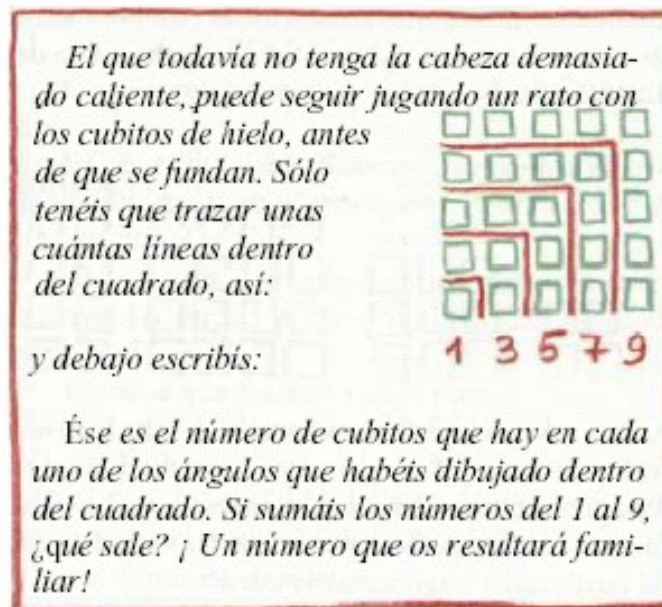 El que todavía no tenga la cabeza demasia-
do caliente, puede seguir jugando un rato con
los cubitos de hielo, antes
de que se fundan. Sólo
tenéis que trazar unas
cuántas líneas dentro
del cuadrado, así:
y debajo escribís:
1 3 5 7 9
Ése es el número de cubitos que hay en cada
uno de los ángulos que habéis dibujado dentro
del cuadrado. Si sumáis los números del 1 al 9,
¿qué sale? ¡ Un número que os resultará fami-
liar!